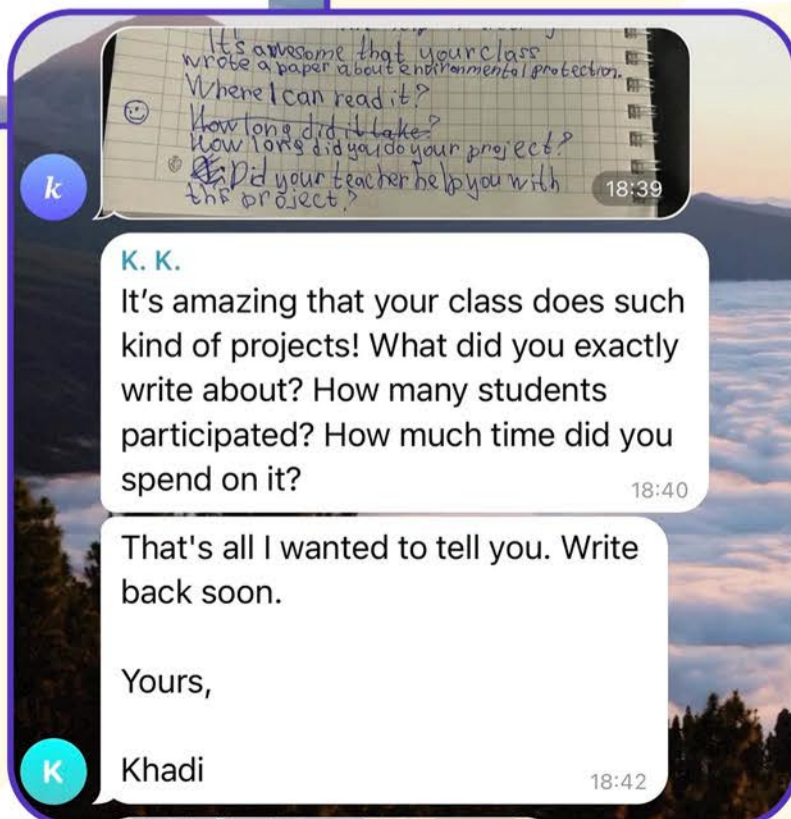 It's awesome that your class
wrote a paper about environmental protection.
Where I can read it?
How long did it take?
How long did you do your project?
Did your teacher help you with
the project?
18:39
k
K. K.
It's amazing that your class does such
kind of projects! What did you exactly
write about? How many students
participated? How much time did you
spend on it?
18:40
That's all I wanted to tell you. Write
back soon.
Yours,
Khadi
18:42
K